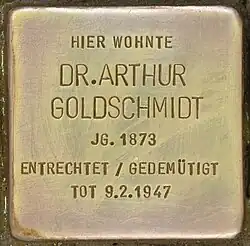 HIER WOHNTE
DR. ARTHUR
GOLDSCHMIDT
JG. 1873
ENTRECHTET / GEDEMÜTIGT
TOT 9.2.1947